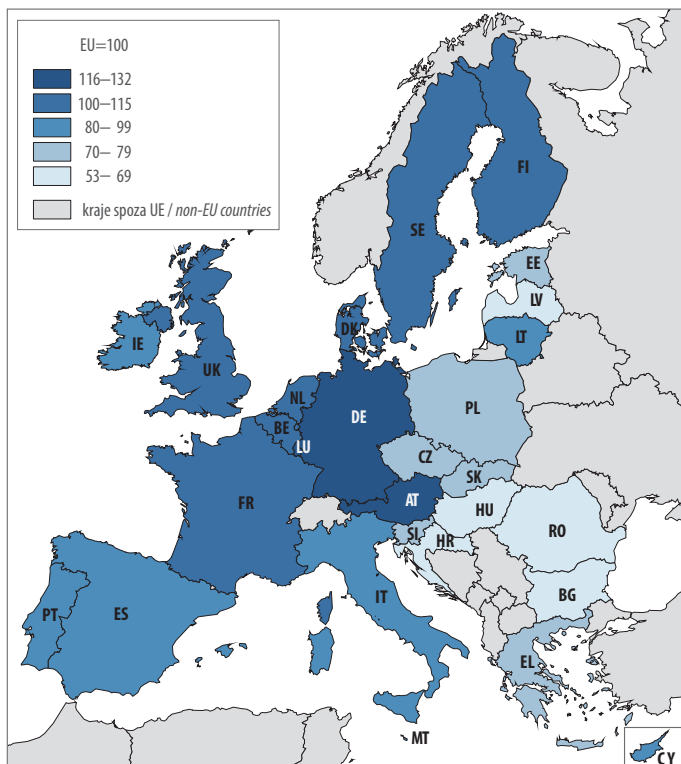 EU=100
116–132
100–115
80– 99
70– 79
53– 69
kraje spoza UE / non-EU countries
FI
SE
EE
LV
LT
DK
IE
UK
NL
BE
LU
DE
PL
CZ
SK
AT
HU
FR
SI
HR
RO
BG
IT
PT
ES
EL
MT
CY